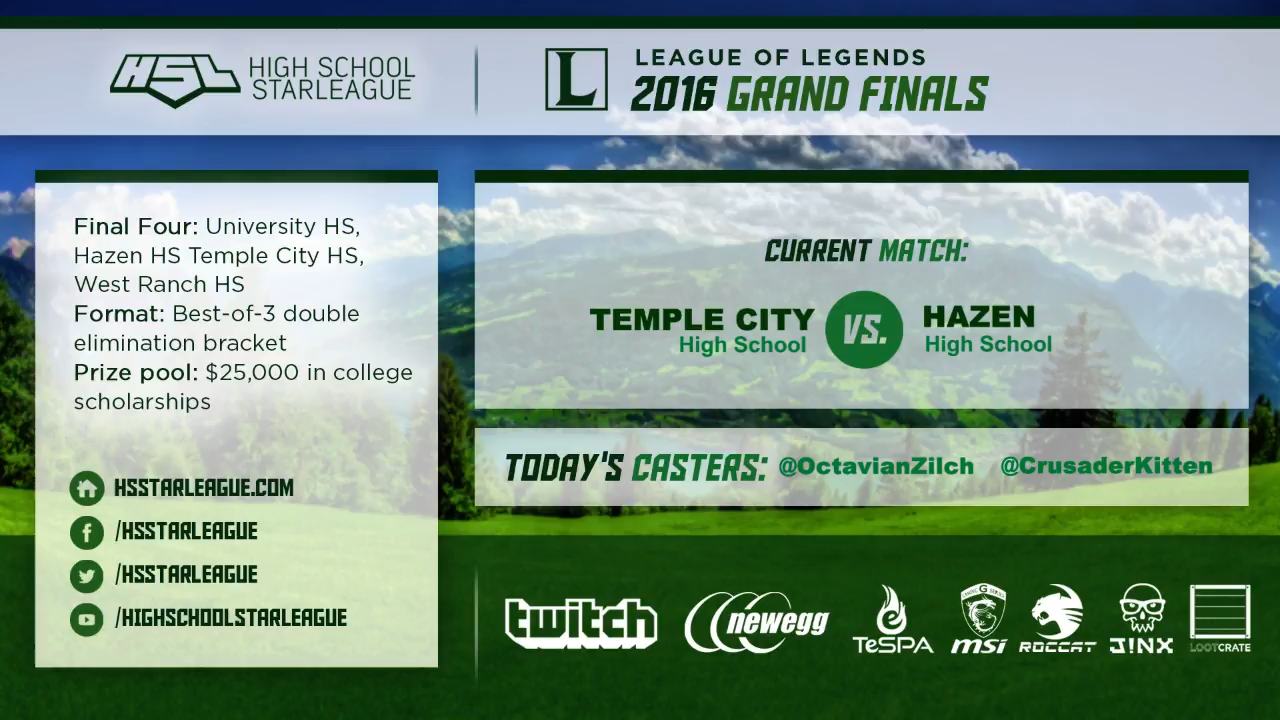 HSL HIGH SCHOOL
STARLEAGUE
L LEAGUE OF LEGENDS
2016 GRAND FINALS
Final Four: University HS,
Hazen HS Temple City HS,
West Ranch HS
Format: Best-of-3 double
elimination bracket
Prize pool: $25,000 in college
scholarships
HSSTARLEAGUE.COM
f /HSSTARLEAGUE
/HSSTARLEAGUE
/HIGHSCHOOLSTARLEAGUE
CURRENT MATCH:
TEMPLE CITY VS. HAZEN
High School High School
TODAY'S CASTERS: @OctavianZilch @CrusaderKitten
twitch newegg TeSPA msi ROCCAT J!NX LOOTCRATE